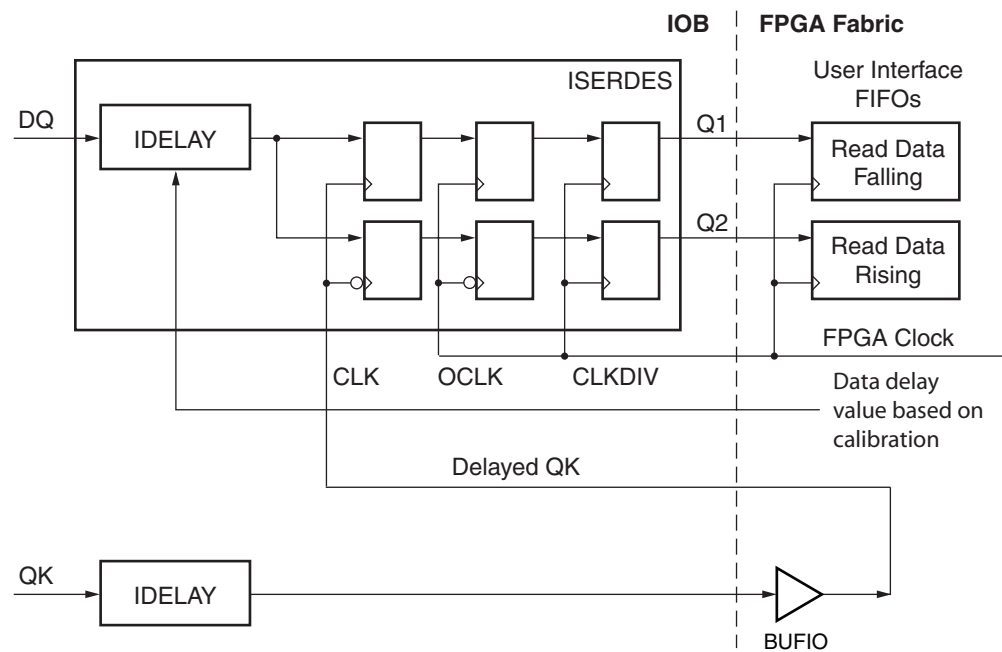 IOB
FPGA Fabric
ISERDES
User Interface
FIFOs
DQ
IDELAY
Q1
Read Data
Falling
Q2
Read Data
Rising
FPGA Clock
CLK
OCLK
CLKDIV
Data delay
value based on
calibration
Delayed QK
QK
IDELAY
BUFIO